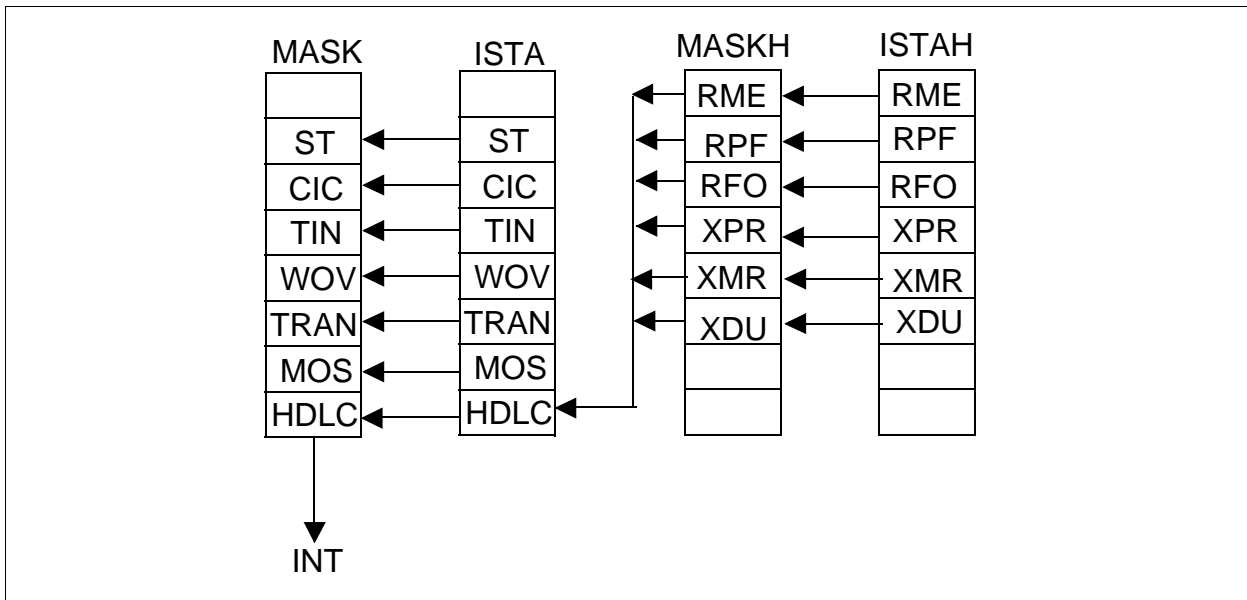 MASK ISTA MASKH ISTAH
RME RME
ST ST RPF RPF
CIC CIC RFO RFO
TIN TIN XPR XPR
WOV WOV XMR XMR
TRAN TRAN XDU XDU
MOS MOS
HDLC HDLC
INT